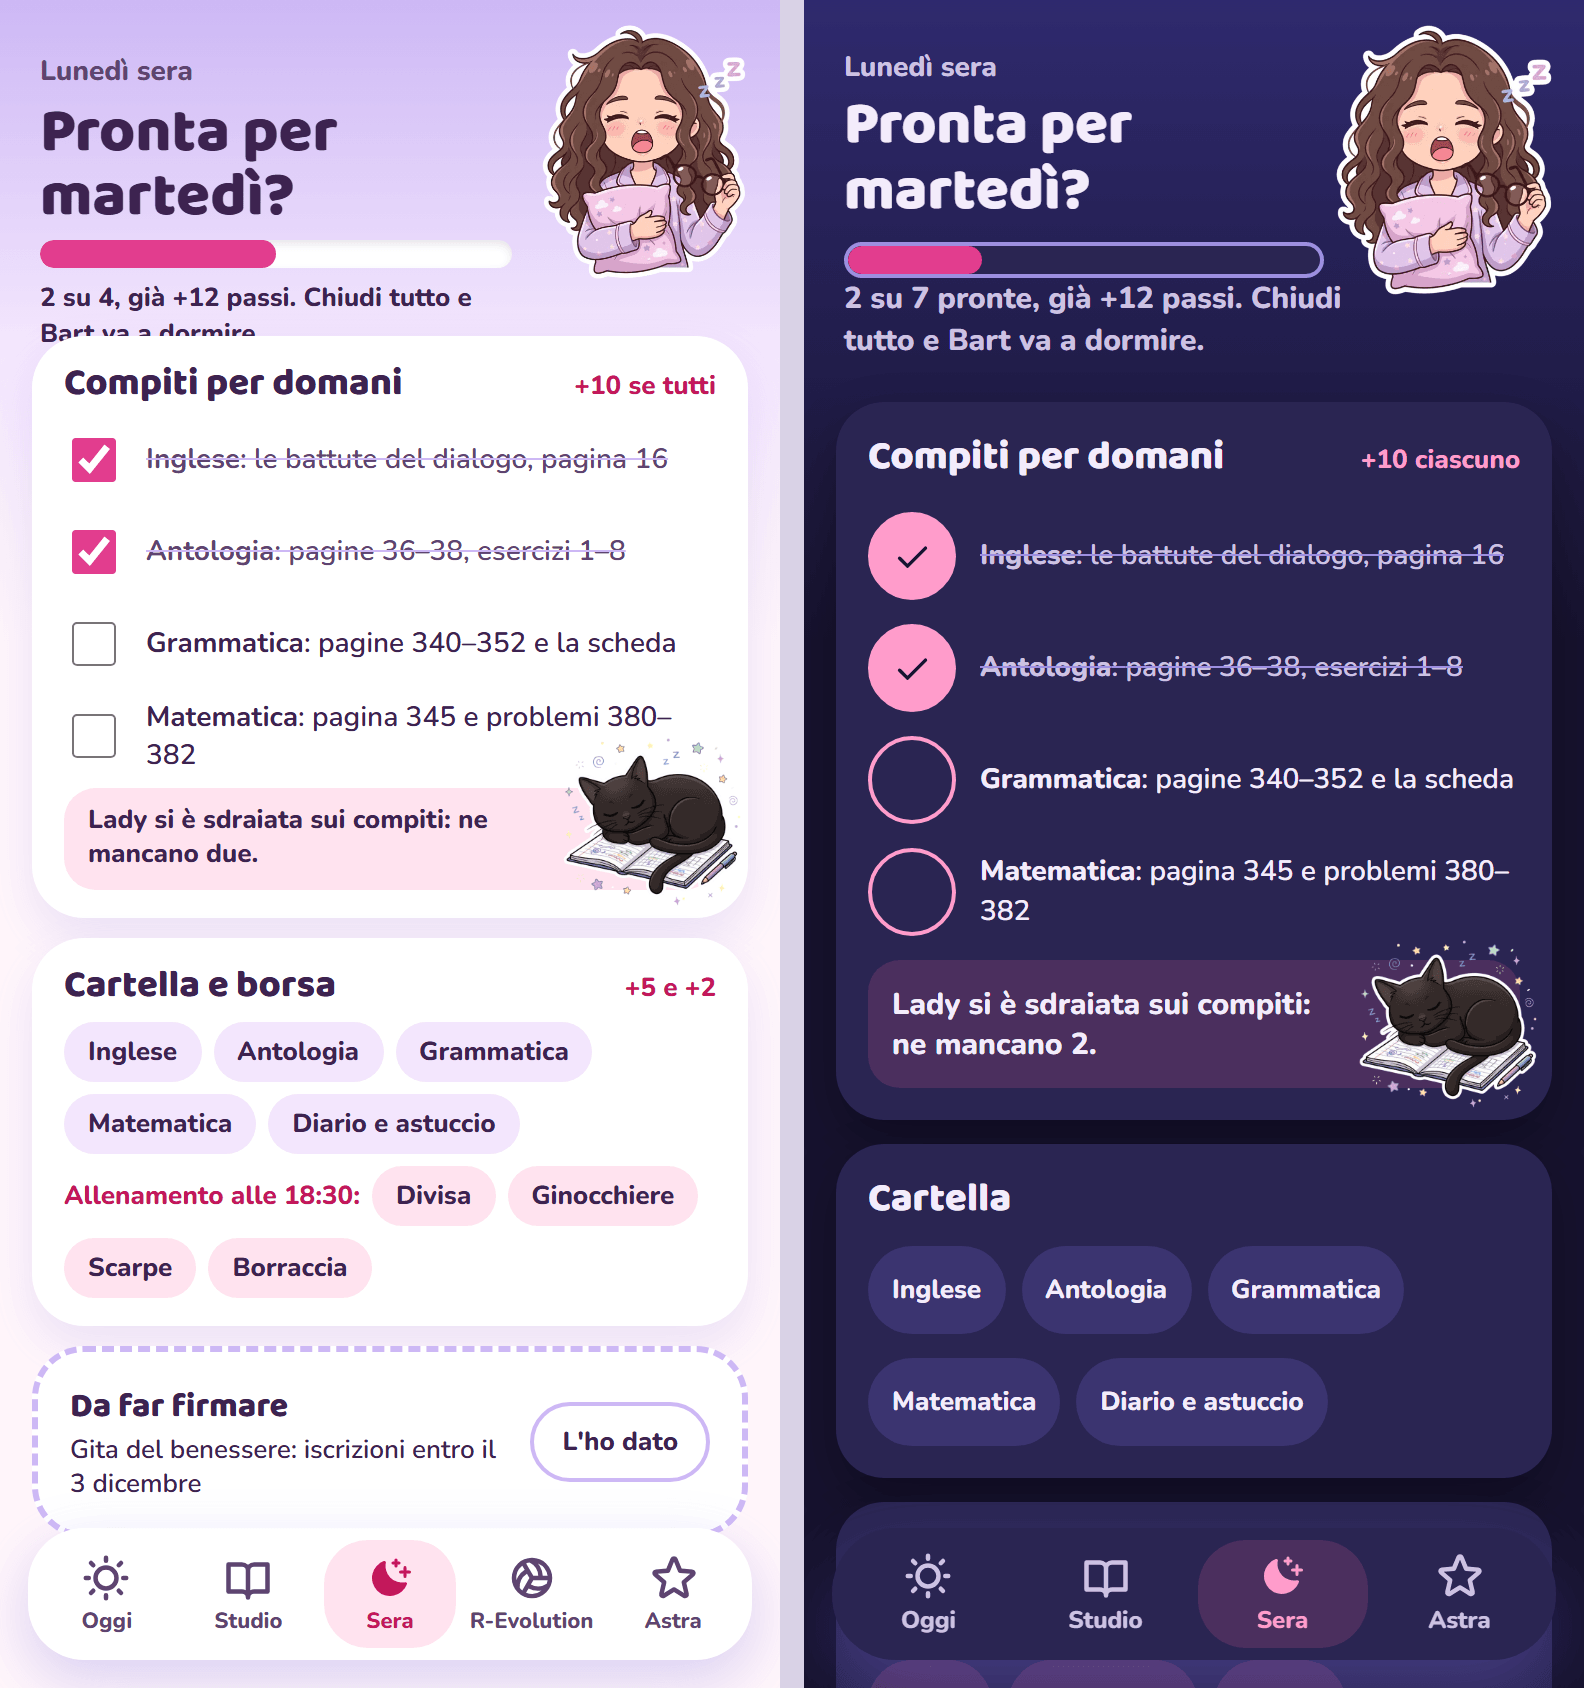 Lunedì sera
Pronta per
martedì?
2 su 4, già +12 passi. Chiudi tutto e
Bart va a dormire.
Compiti per domani
+10 se tutti
Inglese: le battute del dialogo, pagina 16
Antologia: pagine 36–38, esercizi 1–8
Grammatica: pagine 340–352 e la scheda
Matematica: pagina 345 e problemi 380–
382
Lady si è sdraiata sui compiti: ne
mancano due.
Cartella e borsa
+5 e +2
Inglese
Antologia
Grammatica
Matematica
Diario e astuccio
Allenamento alle 18:30:
Divisa
Ginocchiere
Scarpe
Borraccia
Da far firmare
Gita del benessere: iscrizioni entro il
3 dicembre
L'ho dato
Oggi
Studio
Sera
R-Evolution
Astra
Lunedì sera
Pronta per
martedì?
2 su 7 pronte, già +12 passi. Chiudi
tutto e Bart va a dormire.
Compiti per domani
+10 ciascuno
Inglese: le battute del dialogo, pagina 16
Antologia: pagine 36–38, esercizi 1–8
Grammatica: pagine 340–352 e la scheda
Matematica: pagina 345 e problemi 380–
382
Lady si è sdraiata sui compiti:
ne mancano 2.
Cartella
Inglese
Antologia
Grammatica
Matematica
Diario e astuccio
Oggi
Studio
Sera
Astra